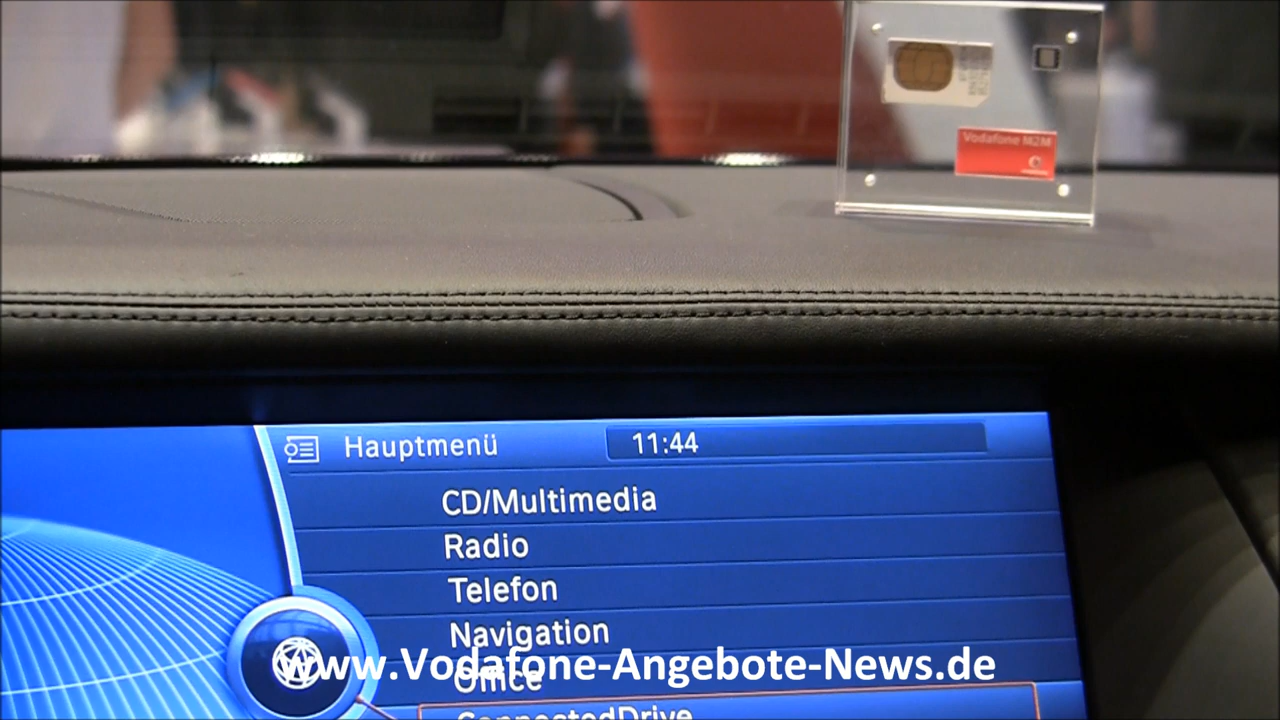 Vodafone M2M
Hauptmenü
11:44
CD/Multimedia
Radio
Telefon
Navigation
www.Vodafone-Angebote-News.de
Office
ConnectedDrive